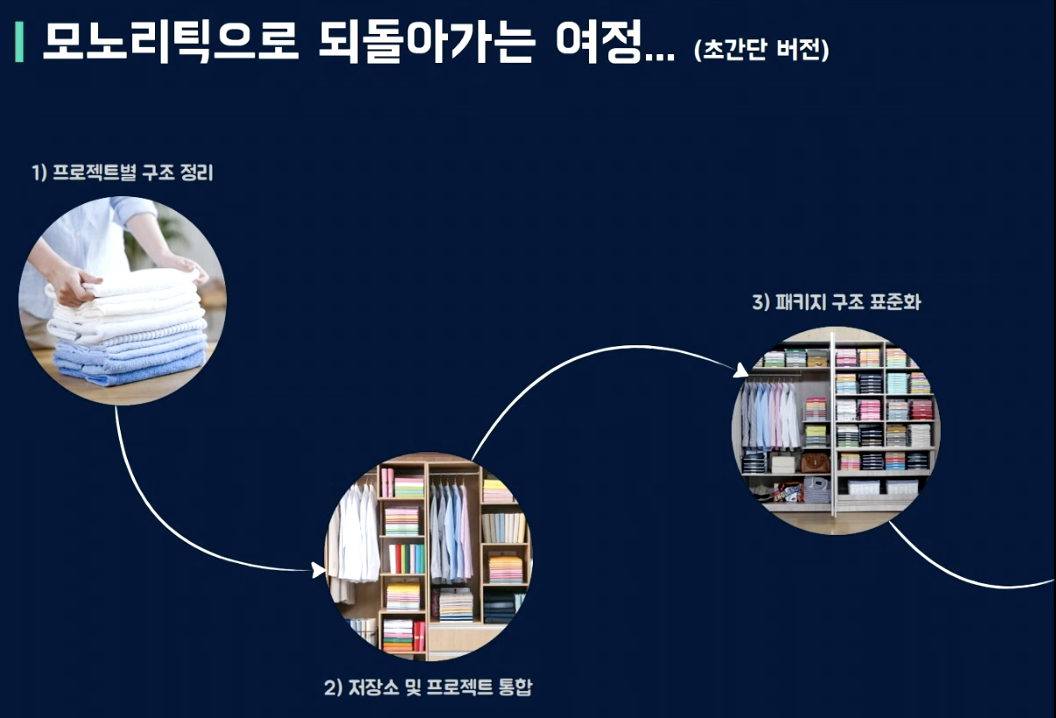 모노리틱으로 되돌아가는 여정... (초간단 버전)
1) 프로젝트별 구조 정리
3) 패키지 구조 표준화
2) 저장소 및 프로젝트 통합